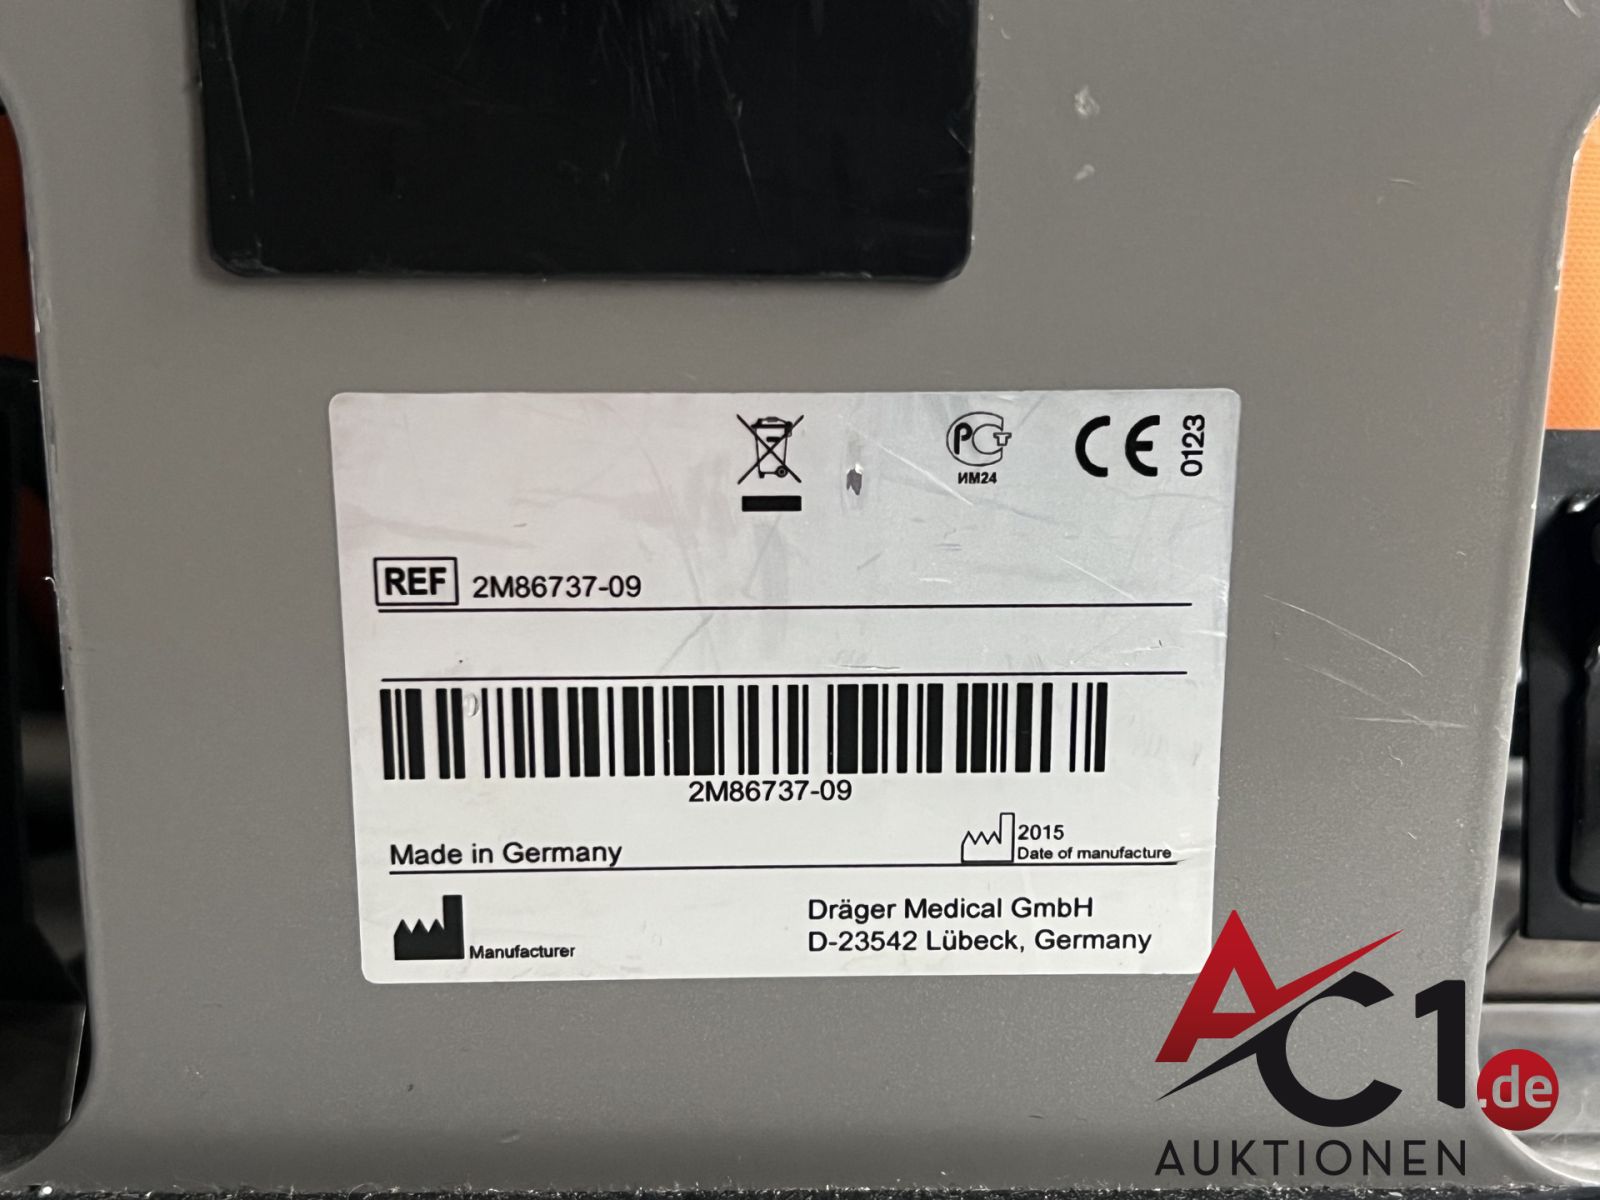 PCT
ИМ24
CE 0123
REF 2M86737-09
2M86737-09
Made in Germany
2015
Date of manufacture
Manufacturer
Dräger Medical GmbH
D-23542 Lübeck, Germany
AC1.de
AUKTIONEN